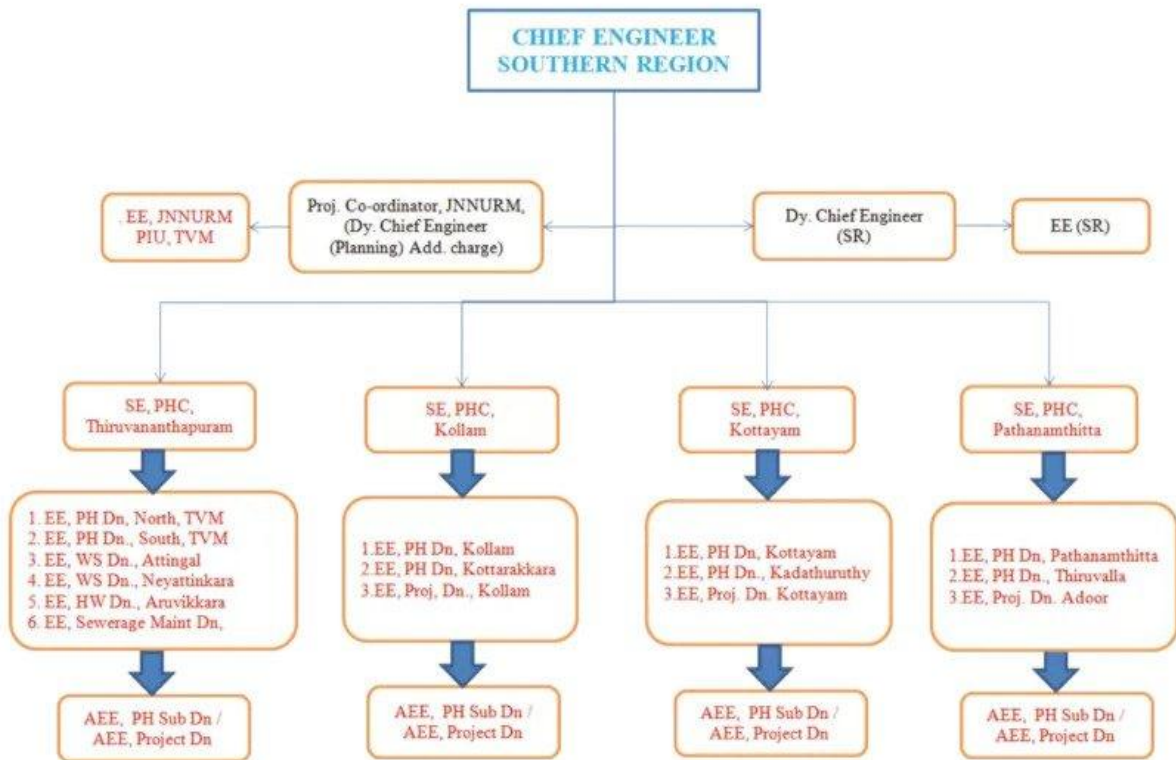 CHIEF ENGINEER
SOUTHERN REGION
. EE, JNNURM
PIU, TVM
Proj. Co-ordinator, JNNURM,
(Dy. Chief Engineer
(Planning) Add. charge)
Dy. Chief Engineer
(SR)
EE (SR)
SE, PHC,
Thiruvananthapuram
SE, PHC,
Kollam
SE, PHC,
Kottayam
SE, PHC,
Pathanamthitta
1. EE, PH Dn, North, TVM
2. EE, PH Dn., South, TVM
3. EE, WS Dn., Attingal
4. EE, WS Dn., Neyattinkara
5. EE, HW Dn., Aruvikkara
6. EE, Sewerage Maint Dn,
1.EE, PH Dn, Kollam
2.EE, PH Dn, Kottarakkara
3.EE, Proj, Dn., Kollam
1.EE, PH Dn, Kottayam
2.EE, PH Dn., Kadathuruthy
3.EE, Proj. Dn. Kottayam
1.EE, PH Dn, Pathanamthitta
2.EE, PH Dn., Thiruvalla
3.EE, Proj. Dn. Adoor
AEE, PH Sub Dn /
AEE, Project Dn
AEE, PH Sub Dn /
AEE, Project Dn
AEE, PH Sub Dn /
AEE, Project Dn
AEE, PH Sub Dn /
AEE, Project Dn